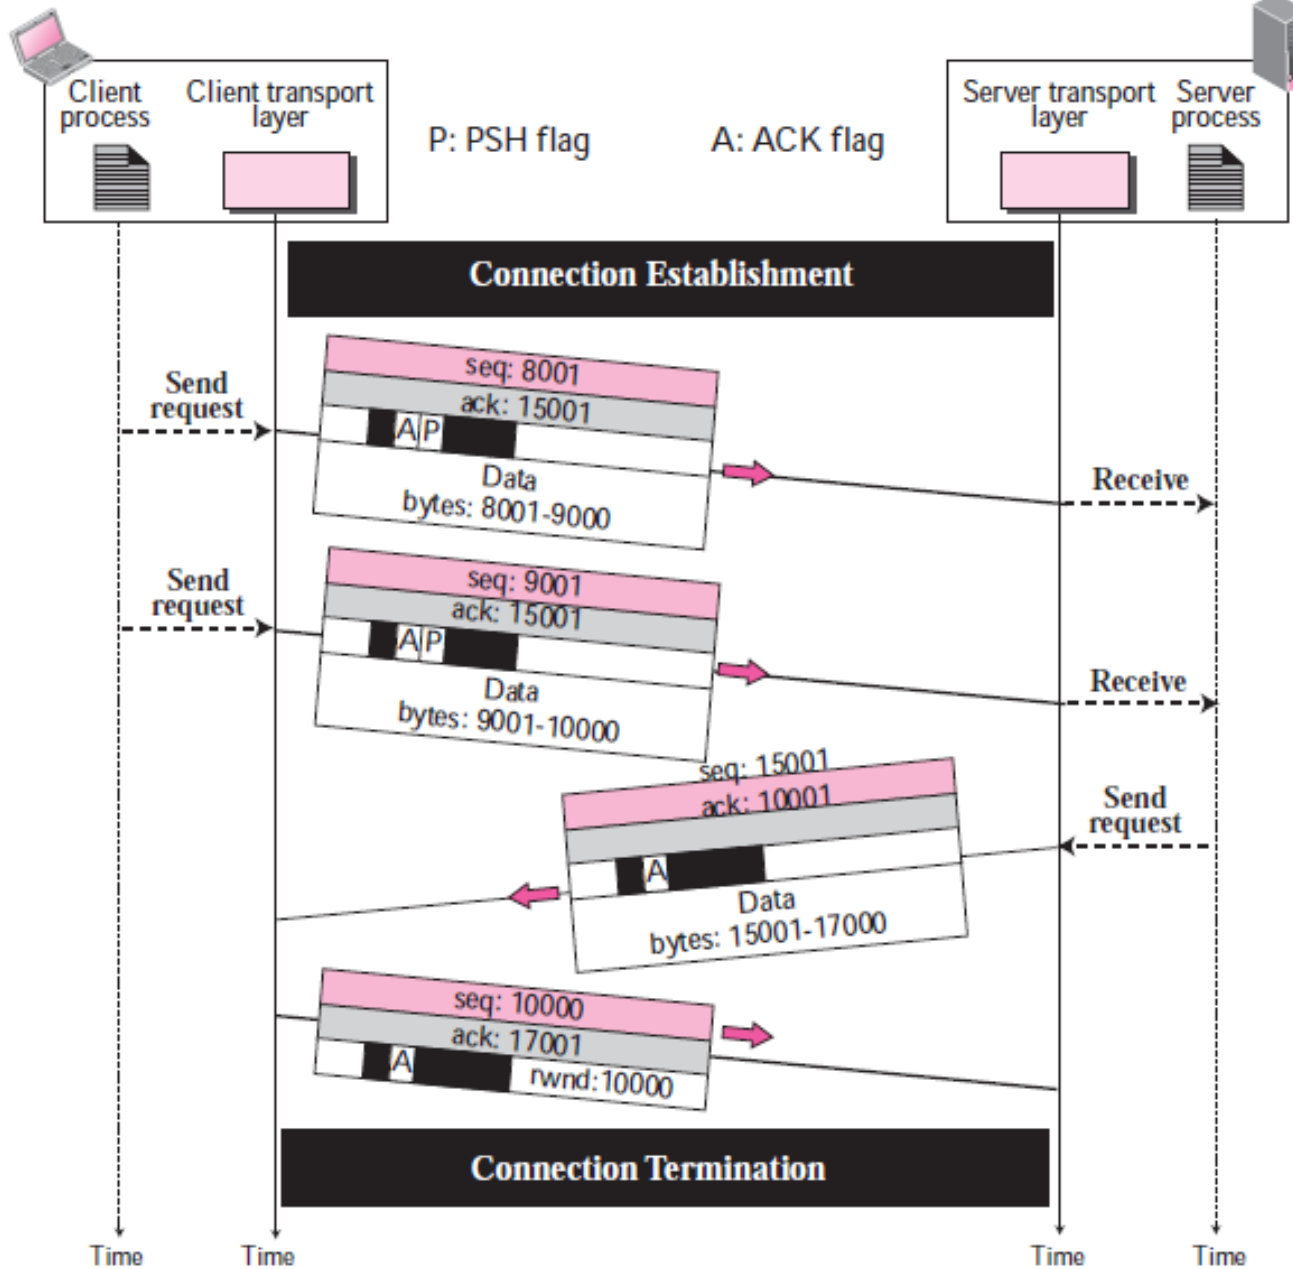 Client process
Client transport layer
P: PSH flag
A: ACK flag
Server transport layer
Server process
Connection Establishment
Send request
seq: 8001
ack: 15001
A P
Data
bytes: 8001-9000
Receive
Send request
seq: 9001
ack: 15001
A P
Data
bytes: 9001-10000
Receive
seq: 15001
ack: 10001
A
Data
bytes: 15001-17000
Send request
seq: 10000
ack: 17001
A
rwnd:10000
Connection Termination
Time
Time
Time
Time